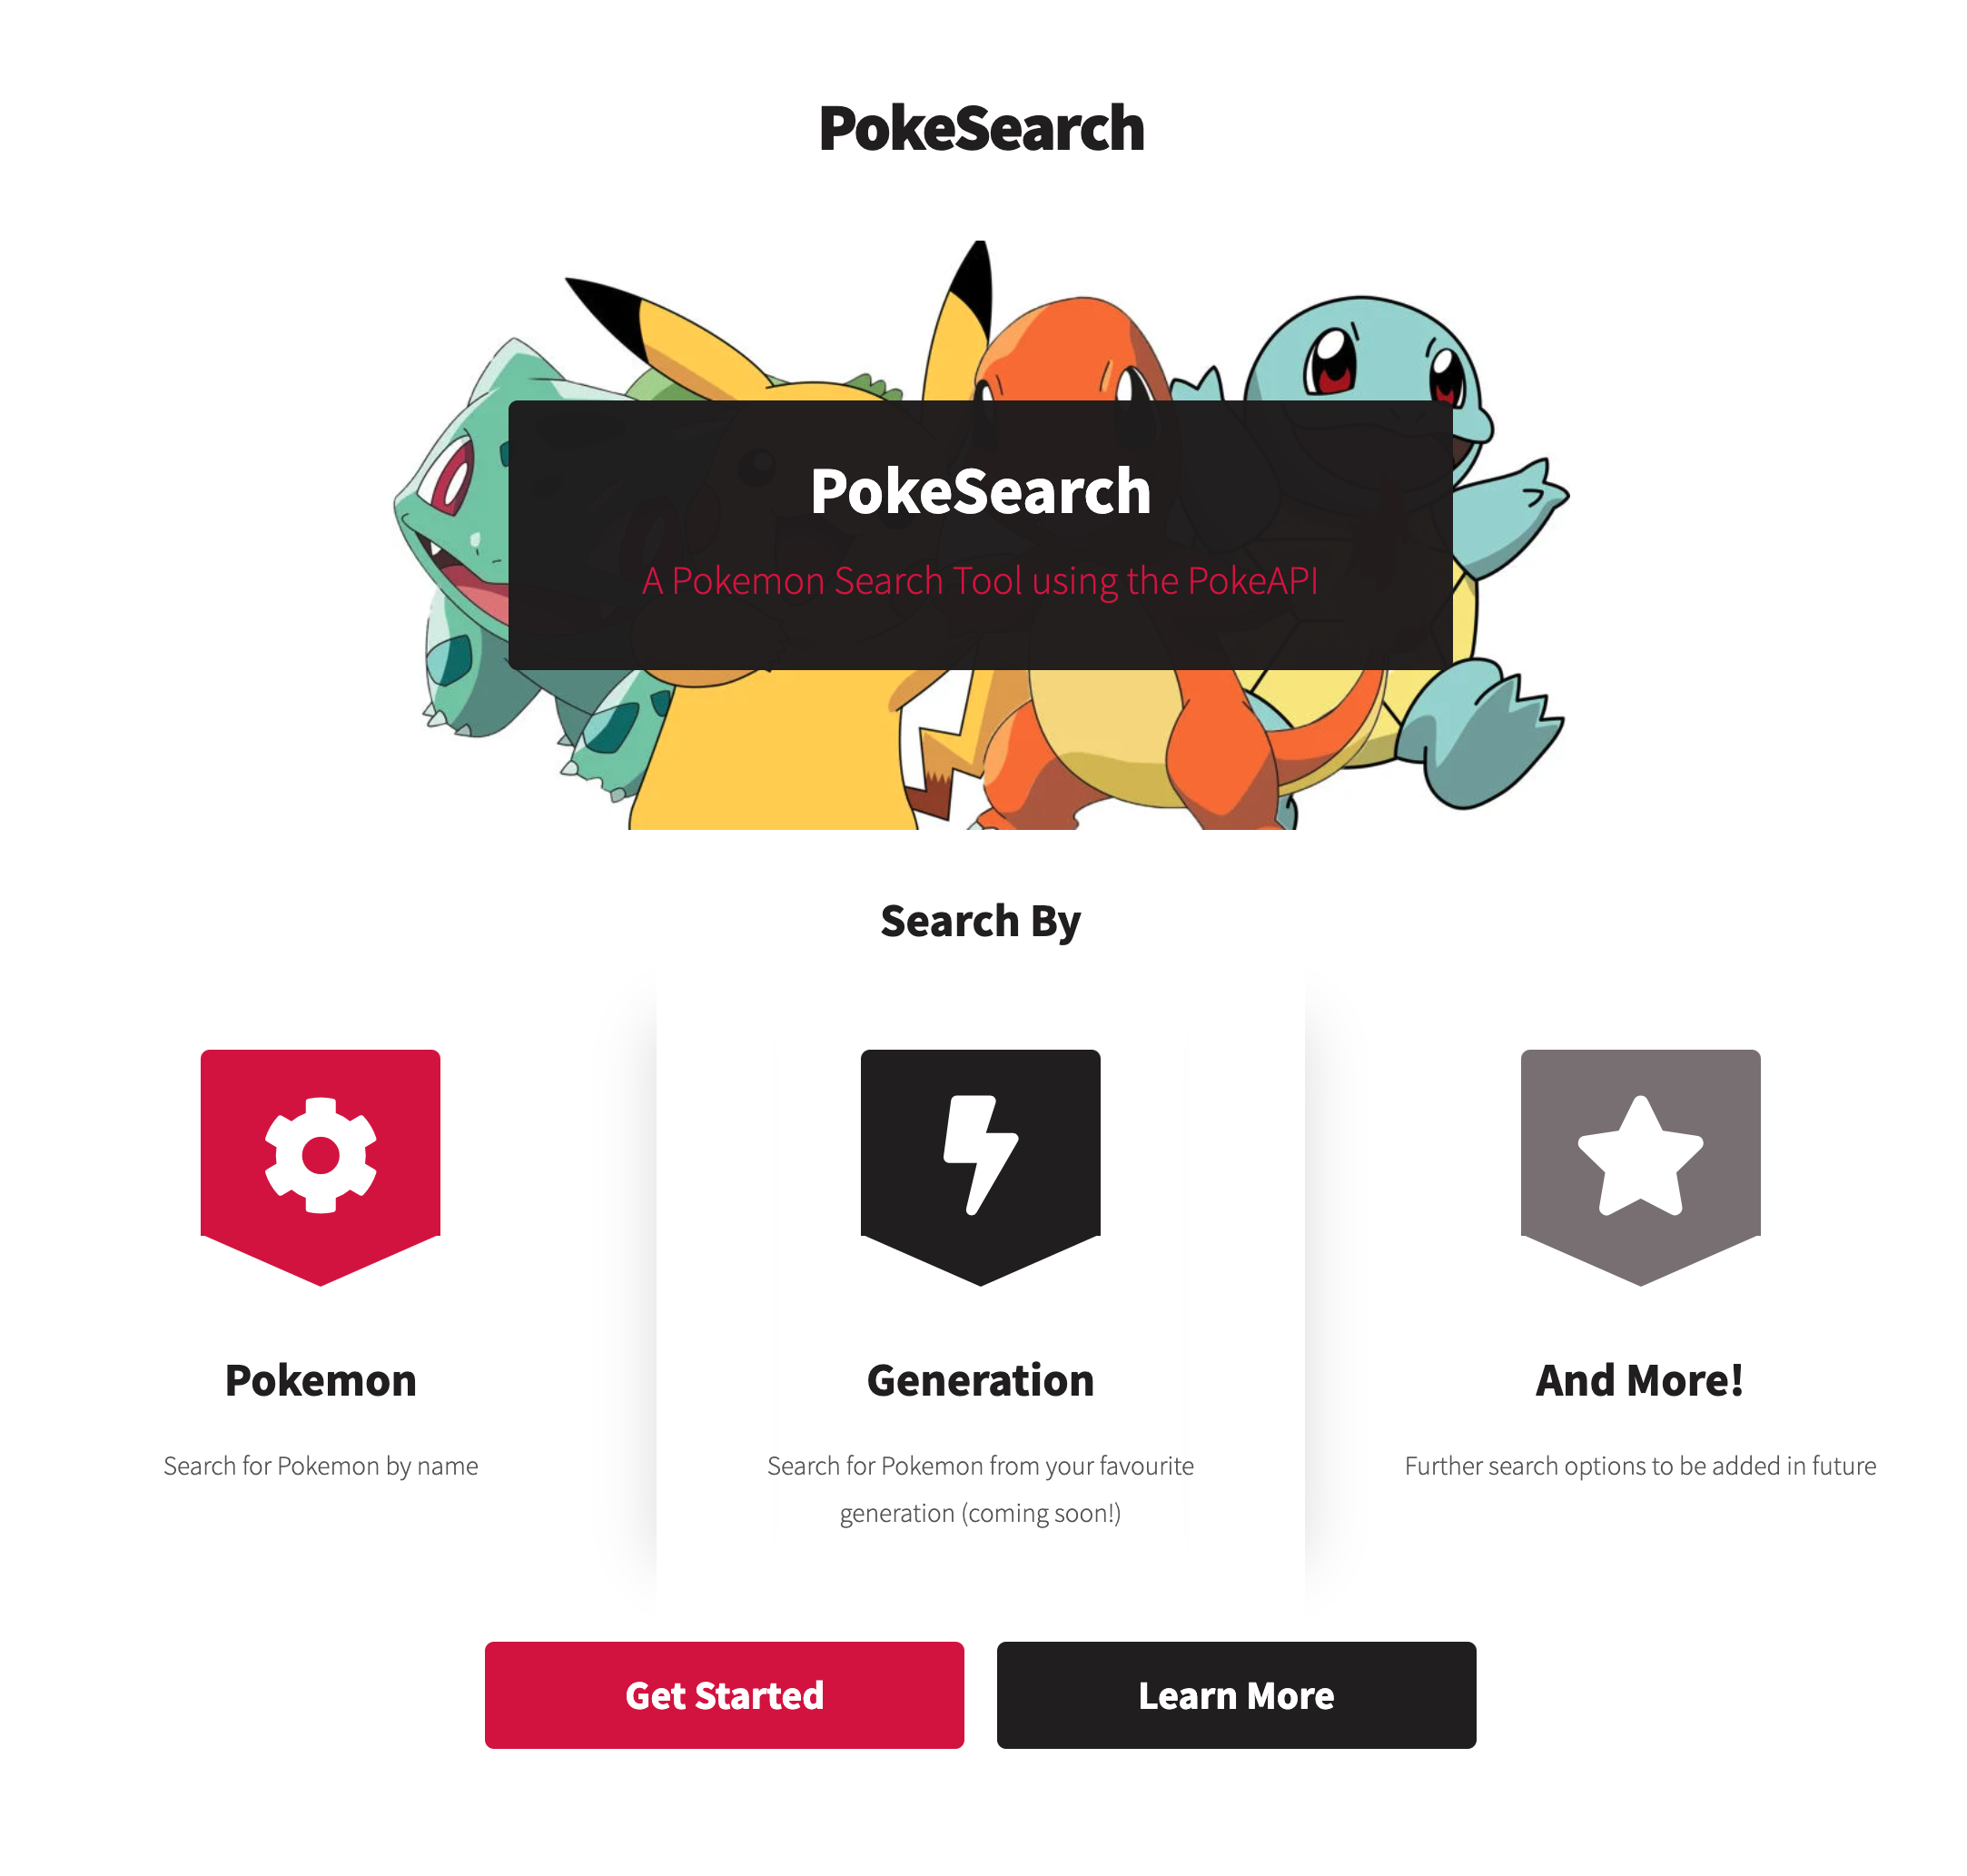 PokeSearch
PokeSearch
A Pokemon Search Tool using the PokeAPI
Search By
Pokemon
Search for Pokemon by name
Generation
Search for Pokemon from your favourite
generation (coming soon!)
And More!
Further search options to be added in future
Get Started
Learn More